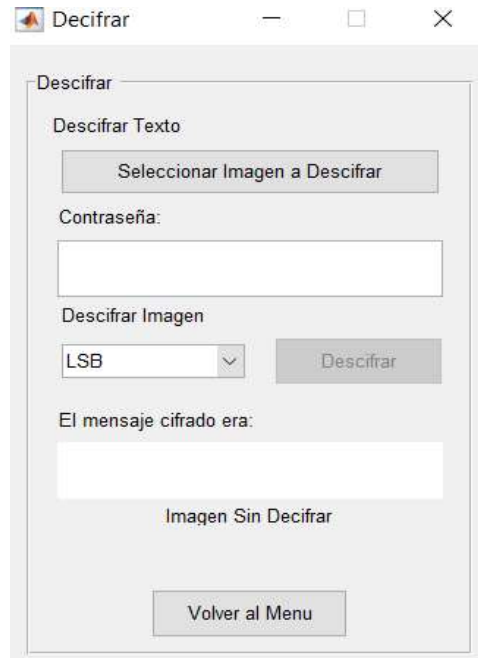 Decifrar
Descifrar
Descifrar Texto
Seleccionar Imagen a Descifrar
Contraseña:
Descifrar Imagen
LSB Descifrar
El mensaje cifrado era:
Imagen Sin Decifrar
Volver al Menu